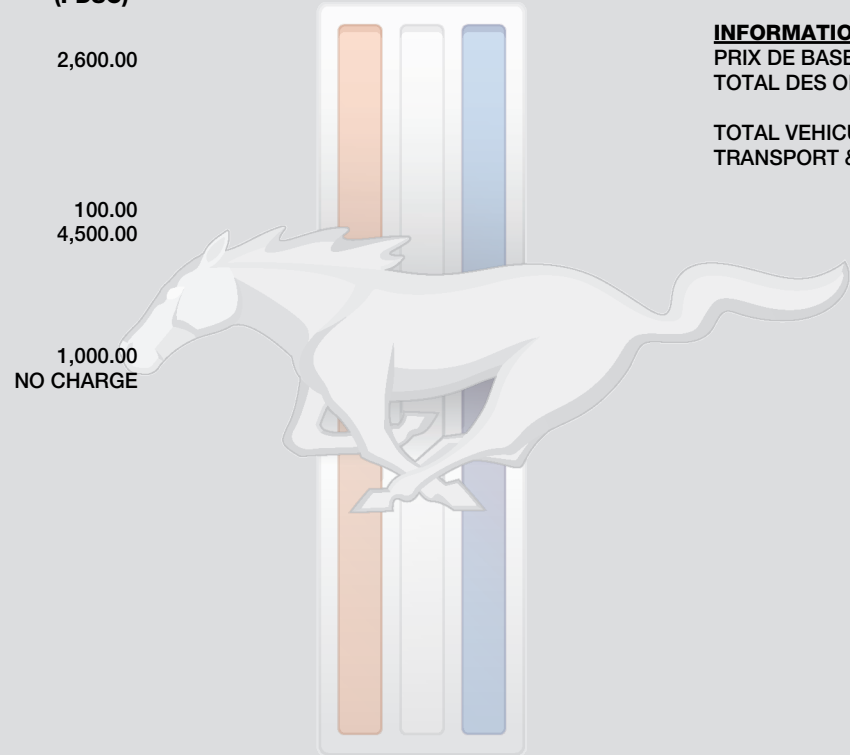 2,600.00
100.00
4,500.00
1,000.00
NO CHARGE
PRIX DE BASE
TOTAL DES
TOTAL
TRANSPORT &